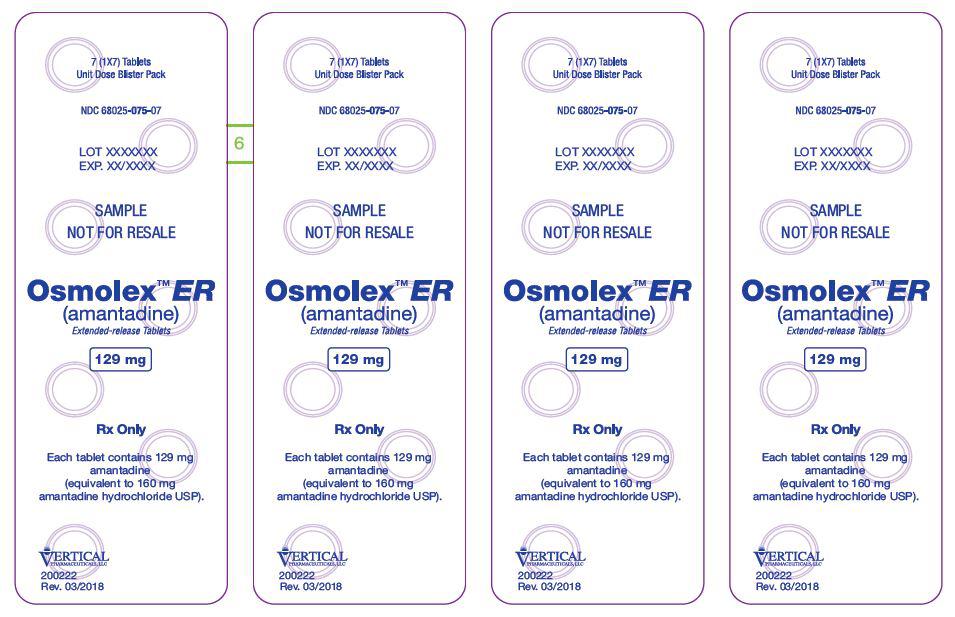 7 (1X7) Tablets
Unit Dose Blister Pack
NDC 68025-075-07
LOT XXXXXXX
EXP. XX/XXXX
SAMPLE
NOT FOR RESALE
Osmolex™ ER
(amantadine)
Extended-release Tablets
129 mg
Rx Only
Each tablet contains 129 mg
amantadine
(equivalent to 160 mg
amantadine hydrochloride USP).
VERTICAL
PHARMACEUTICALS, LLC
200222
Rev. 03/2018
6
7 (1X7) Tablets
Unit Dose Blister Pack
NDC 68025-075-07
LOT XXXXXXX
EXP. XX/XXXX
SAMPLE
NOT FOR RESALE
Osmolex™ ER
(amantadine)
Extended-release Tablets
129 mg
Rx Only
Each tablet contains 129 mg
amantadine
(equivalent to 160 mg
amantadine hydrochloride USP).
VERTICAL
PHARMACEUTICALS, LLC
200222
Rev. 03/2018
7 (1X7) Tablets
Unit Dose Blister Pack
NDC 68025-075-07
LOT XXXXXXX
EXP. XX/XXXX
SAMPLE
NOT FOR RESALE
Osmolex™ ER
(amantadine)
Extended-release Tablets
129 mg
Rx Only
Each tablet contains 129 mg
amantadine
(equivalent to 160 mg
amantadine hydrochloride USP).
VERTICAL
PHARMACEUTICALS, LLC
200222
Rev. 03/2018
7 (1X7) Tablets
Unit Dose Blister Pack
NDC 68025-075-07
LOT XXXXXXX
EXP. XX/XXXX
SAMPLE
NOT FOR RESALE
Osmolex™ ER
(amantadine)
Extended-release Tablets
129 mg
Rx Only
Each tablet contains 129 mg
amantadine
(equivalent to 160 mg
amantadine hydrochloride USP).
VERTICAL
PHARMACEUTICALS, LLC
200222
Rev. 03/2018